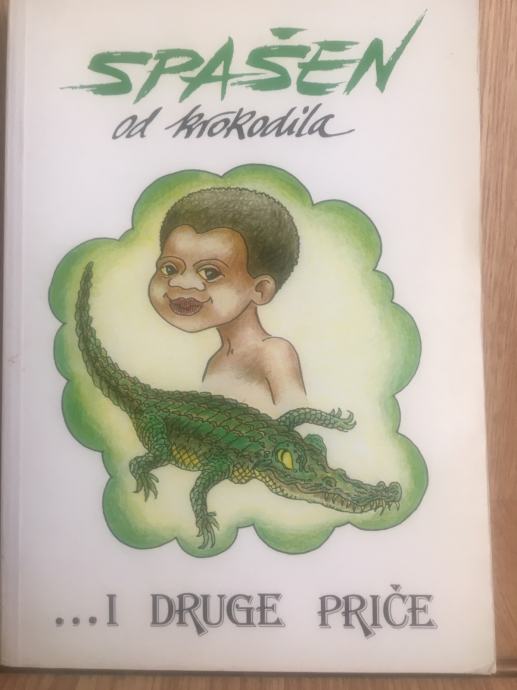 SPAŠEN
od krokodila
...I DRUGE PRIČE